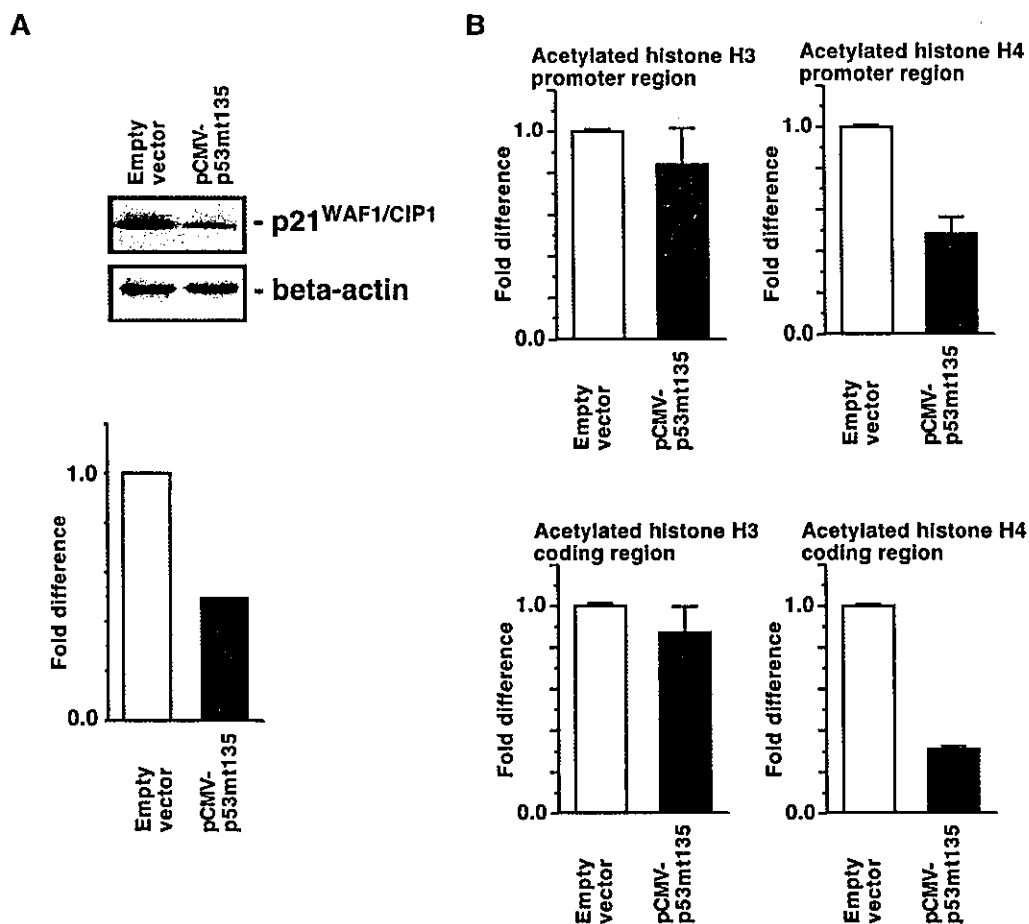 A
Empty
vector
pCMV-
p53mt135
- p21WAF1/CIP1
- beta-actin
Fold difference
1.0
0.0
Empty
vector
pCMV-
p53mt135
B
Acetylated histone H3
promoter region
Fold difference
1.0
0.0
Empty
vector
pCMV-
p53mt135
Acetylated histone H4
promoter region
Fold difference
1.0
0.0
Empty
vector
pCMV-
p53mt135
Acetylated histone H3
coding region
Fold difference
1.0
0.0
Empty
vector
pCMV-
p53mt135
Acetylated histone H4
coding region
Fold difference
1.0
0.0
Empty
vector
pCMV-
p53mt135